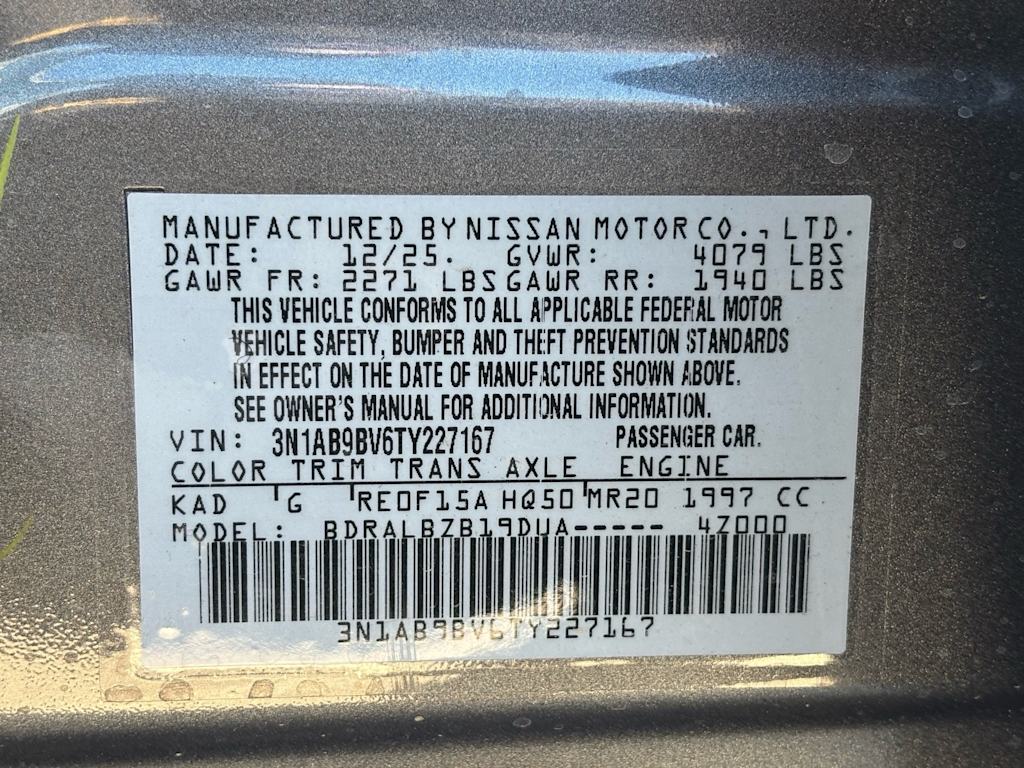 MANUFACTURED BY NISSAN MOTOR CO., LTD.
DATE: 12/25. GVWR: 4079 LBS
GAWR FR: 2271 LBS GAWR RR: 1940 LBS
THIS VEHICLE CONFORMS TO ALL APPLICABLE FEDERAL MOTOR
VEHICLE SAFETY, BUMPER AND THEFT PREVENTION STANDARDS
IN EFFECT ON THE DATE OF MANUFACTURE SHOWN ABOVE.
SEE OWNER'S MANUAL FOR ADDITIONAL INFORMATION.
VIN: 3N1AB9BV6TY227167 PASSENGER CAR.
COLOR TRIM TRANS AXLE ENGINE
KAD G RE0F15A HQ50 MR20 1997 CC
MODEL: BDRALBZB19DUA----- 4Z000
3N1AB9BV6TY227167